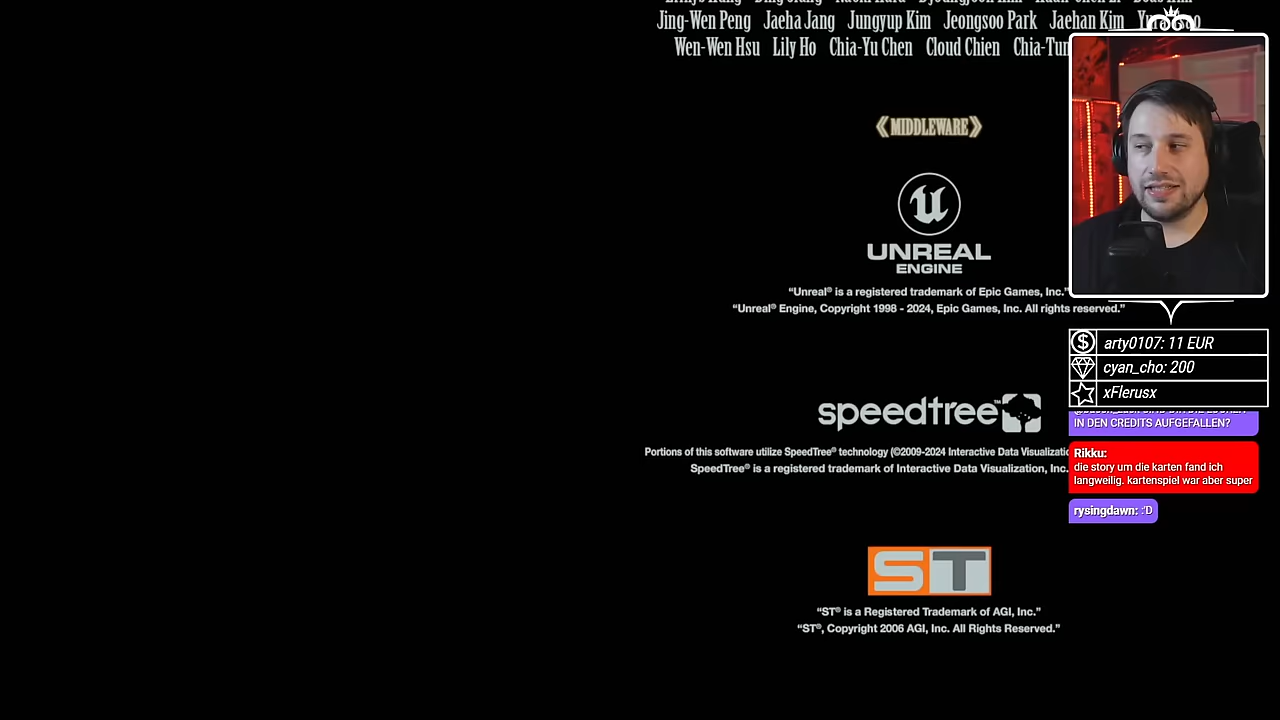 Jing-Wen Peng Jaeha Jang Jungyup Kim Jeongsoo Park Jaehan Kim
Wen-Wen Hsu Lily Ho Chia-Yu Chen Cloud Chien
《MIDDLEWARE》
UNREAL
ENGINE
“Unreal® is a registered trademark of Epic Games, Inc.”
“Unreal® Engine, Copyright 1998 - 2024, Epic Games, Inc. All rights reserved.”
speedtree™
Portions of this software utilize SpeedTree® technology (©2009-2024 Interactive Data
SpeedTree® is a registered trademark of Interactive Data Visualization, Inc.
ST
“ST® is a Registered Trademark of AGI, Inc.”
“ST®, Copyright 2006 AGI, Inc. All Rights Reserved.”
arty0107: 11 EUR
cyan_cho: 200
xFlerusx
IN DEN CREDITS AUFGEFALLEN?
Rikku:
die story um die karten fand ich
langweilig. kartenspiel war aber super
rysingdawn: :'D